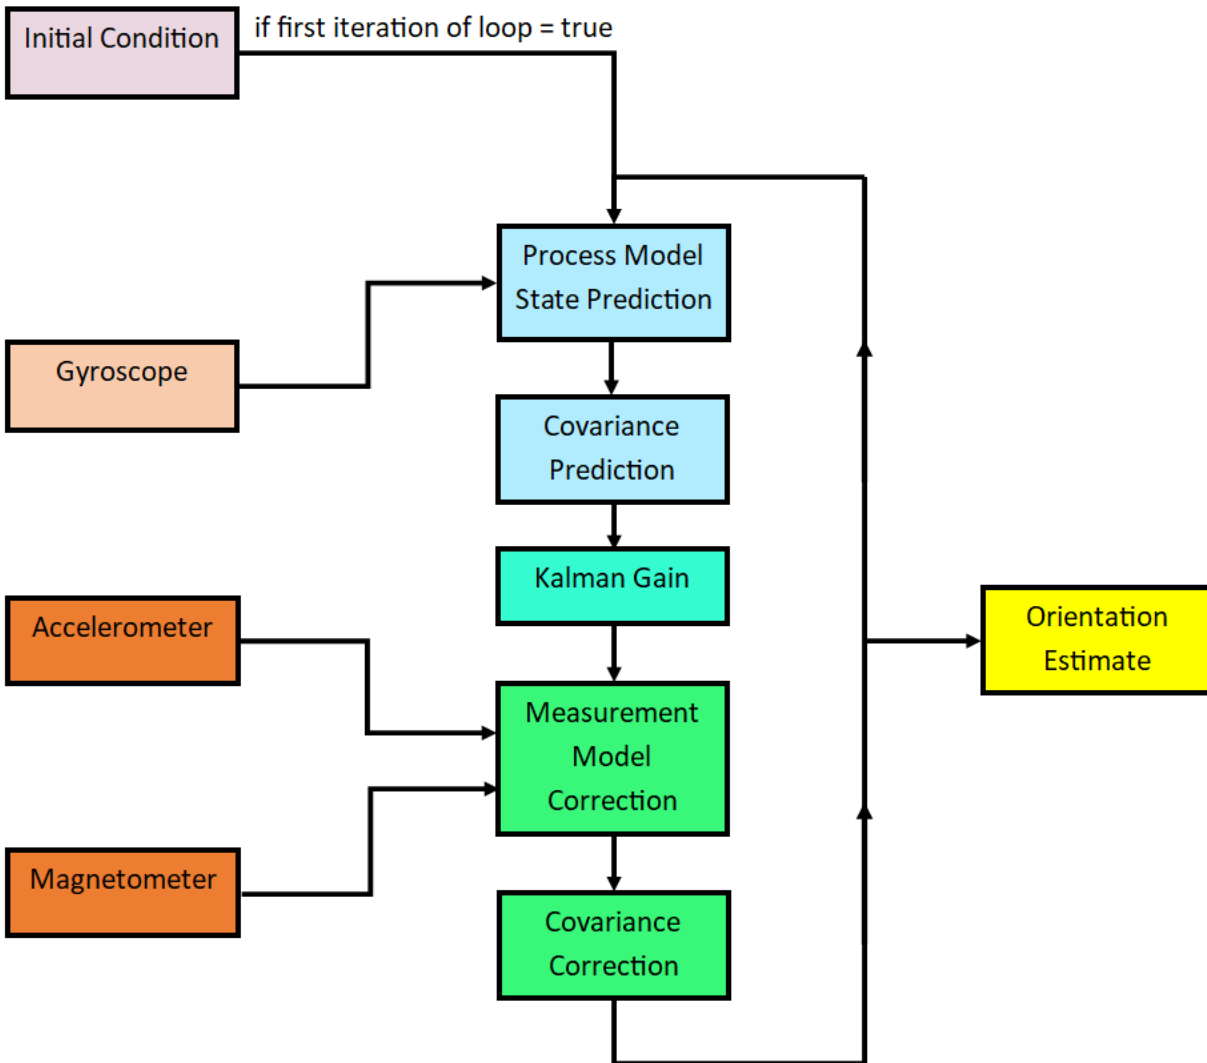 Initial Condition
if first iteration of loop = true
Process Model
State Prediction
Gyroscope
Covariance
Prediction
Kalman Gain
Accelerometer
Orientation
Estimate
Measurement
Model
Correction
Magnetometer
Covariance
Correction